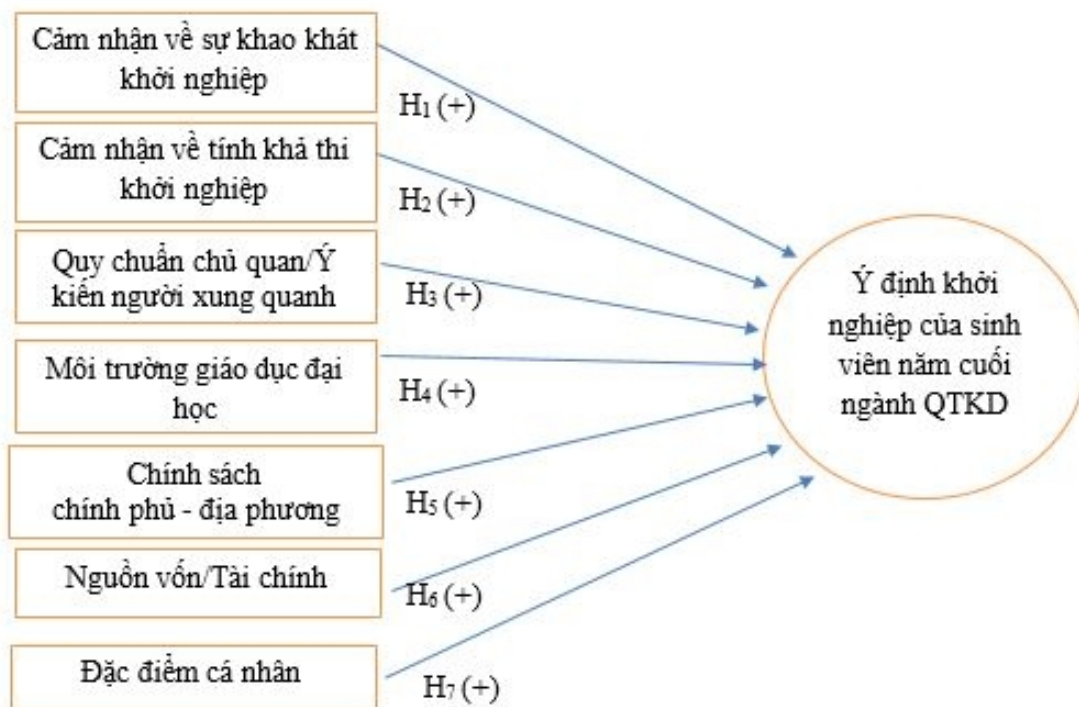 Cảm nhận về sự khao khát
khởi nghiệp
H₁ (+)
Cảm nhận về tính khả thi
khởi nghiệp
H₂ (+)
Quy chuẩn chủ quan/Ý
kiến người xung quanh
H₃ (+)
Môi trường giáo dục đại
học
H₄ (+)
Chính sách
chính phủ - địa phương
H₅ (+)
Nguồn vốn/Tài chính
H₆ (+)
Đặc điểm cá nhân
H₇ (+)
Ý định khởi
nghiệp của sinh
viên năm cuối
ngành QTKD